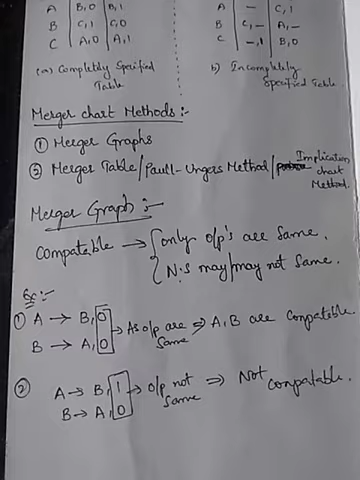 A | B,0 | B,1
B | C,1 | C,0
C | A,0 | A,1
(a) Completely Specified Table
A | — | C,1
B | C,— | A,—
C | —,1 | B,0
b) Incompletely Specified Table.
Merger chart Methods:-
① Merger Graphs
② Merger Table/Paull-Ungers Method/ Implication chart Method.
Merger Graph:-
Compatable → { only o/p's are same.
N.S may/may not same.
Ex:-
① A → B,0
B → A,0 → As o/p are same ⇒ A,B are compatible.
② A → B,1
B → A,0 → o/p not same ⇒ Not compatable.